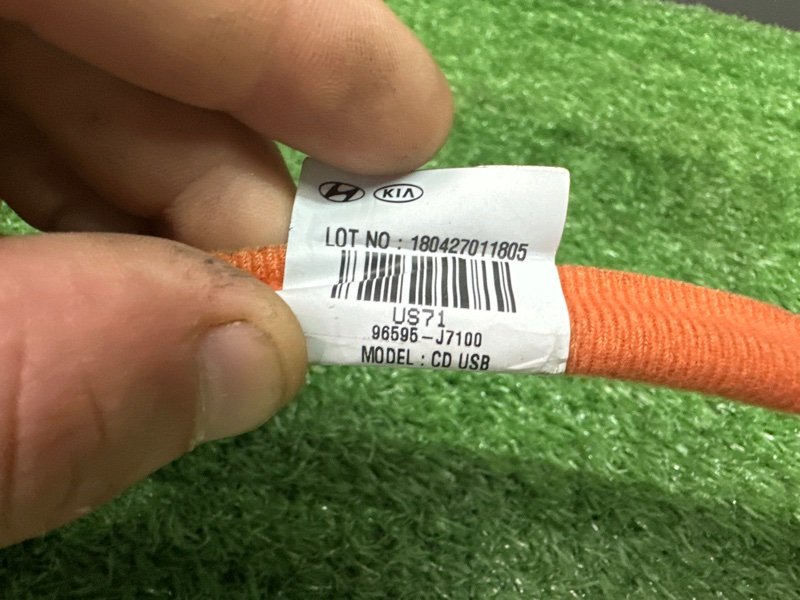 KIA
LOT NO : 180427011805
US71
96595-J7100
MODEL : CD USB